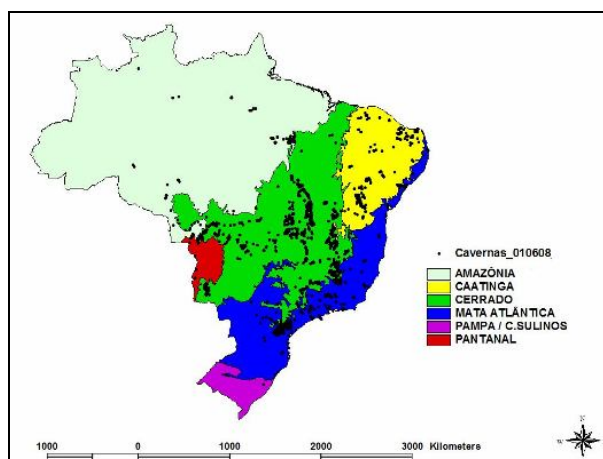 Cavernas_010608
AMAZÔNIA
CAATINGA
CERRADO
MATA ATLÂNTICA
PAMPA / C.SULINOS
PANTANAL
1000 0 1000 2000 3000 Kilometers
N
W E
S